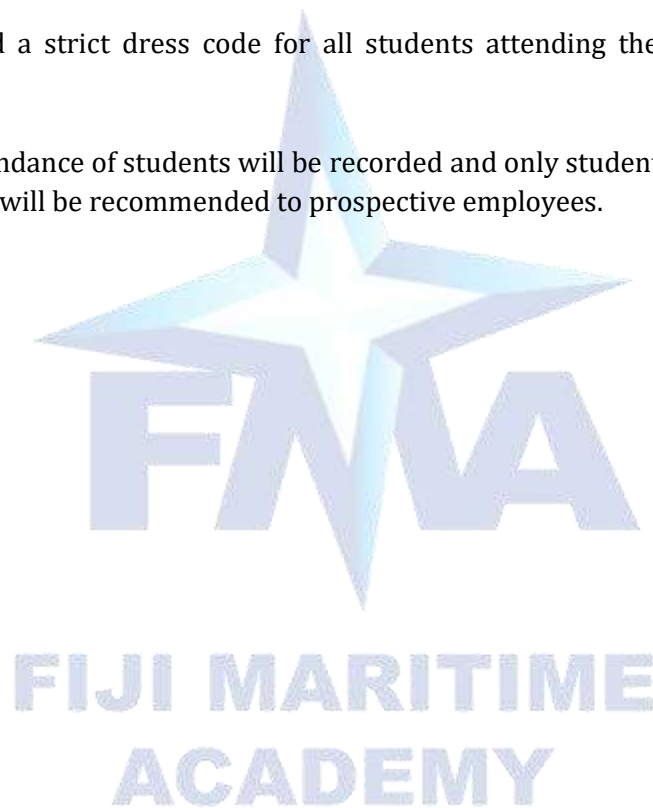 a strict dress code for all students attending the
ndance of students will be recorded and only student
will be recommended to prospective employees.
FMA
FIJI MARITIME
ACADEMY